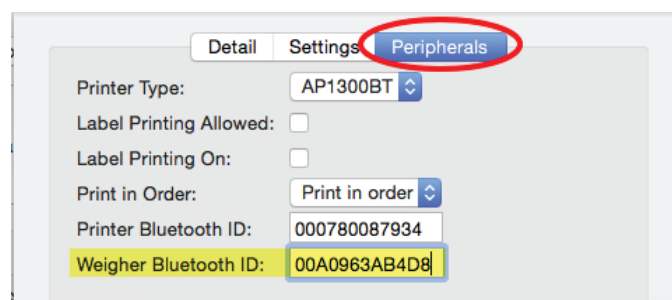 Detail Settings Peripherals
Printer Type: AP1300BT
Label Printing Allowed:
Label Printing On:
Print in Order: Print in order
Printer Bluetooth ID: 000780087934
Weigher Bluetooth ID: 00A0963AB4D8